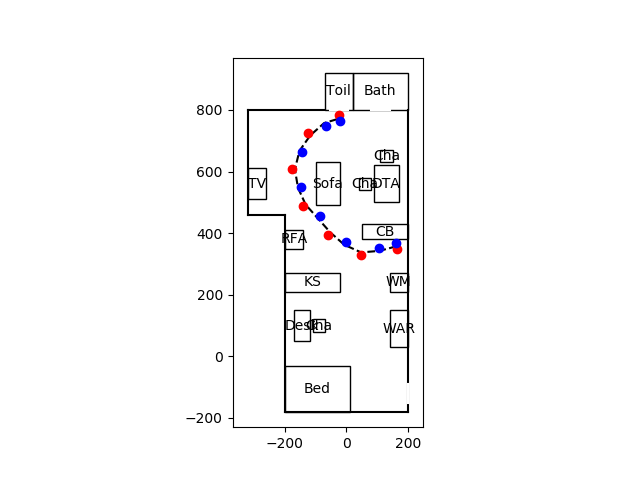 800
600
400
200
0
−200
Toil
Bath
Cha
TV
Sofa
Cha
DTA
CB
RFA
KS
WM
Desk
Cha
WAR
Bed
−200
0
200